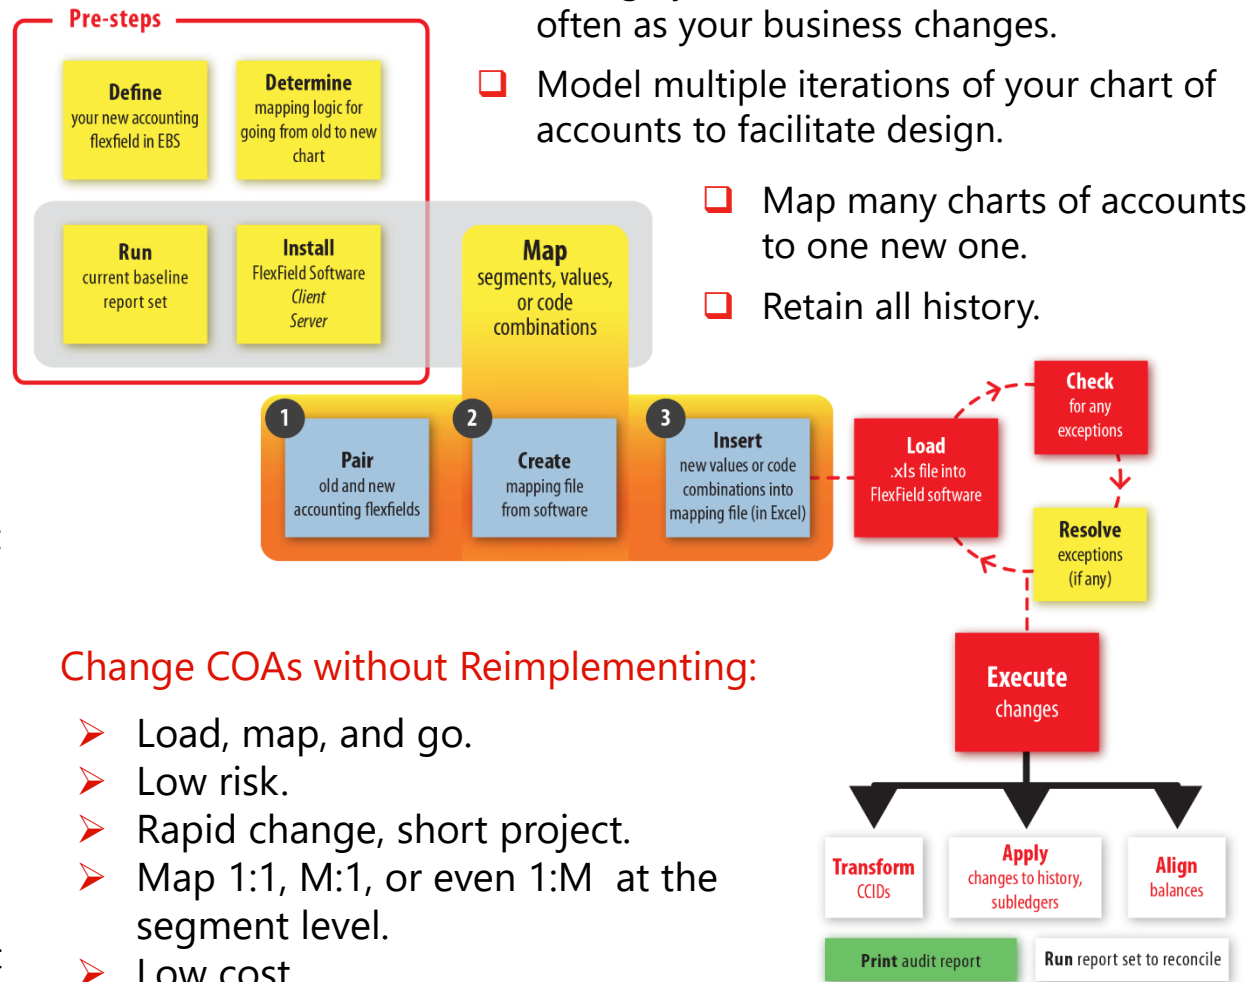 Pre-steps
often as your business changes.
Model multiple iterations of your chart of
accounts to facilitate design.
Map many charts of accounts
to one new one.
Retain all history.
Define
your new accounting
flexfield in EBS
Determine
mapping logic for
going from old to new
chart
Run
current baseline
report set
Install
FlexField Software
Client
Server
Map
segments, values,
or code
combinations
1
Pair
old and new
accounting flexfields
2
Create
mapping file
from software
3
Insert
new values or code
combinations into
mapping file (in Excel)
Load
.xls file into
FlexField software
Check
for any
exceptions
Resolve
exceptions
(if any)
Execute
changes
Transform
CCIDs
Apply
changes to history,
subledgers
Align
balances
Print audit report
Run report set to reconcile
Change COAs without Reimplementing:
Load, map, and go.
Low risk.
Rapid change, short project.
Map 1:1, M:1, or even 1:M at the
segment level.
Low cost